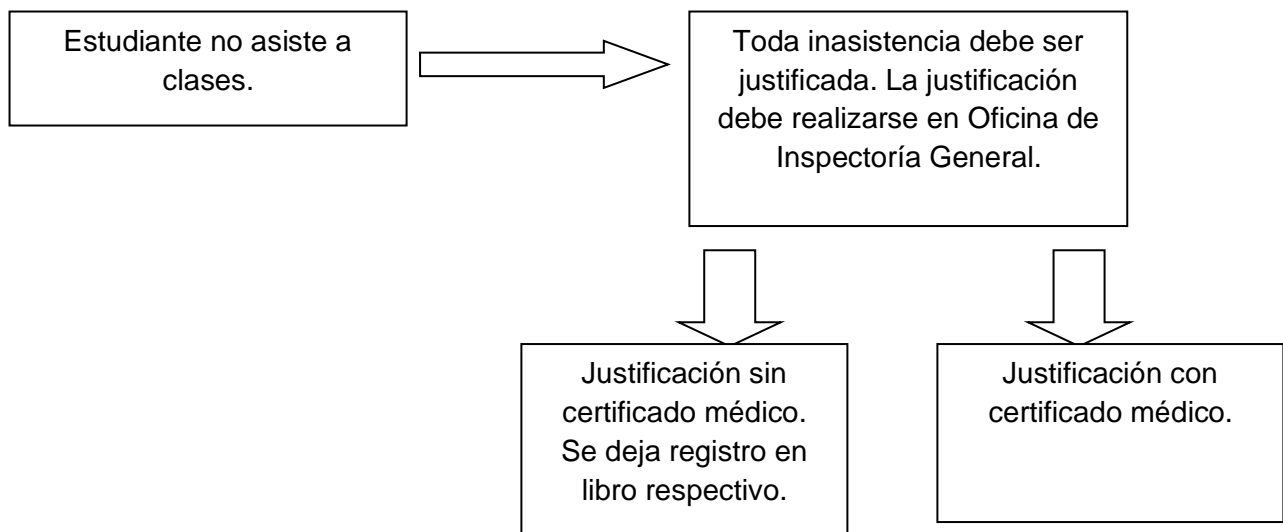 Estudiante no asiste a
clases.
Toda inasistencia debe ser
justificada. La justificación
debe realizarse en Oficina de
Inspectoría General.
Justificación sin
certificado médico.
Se deja registro en
libro respectivo.
Justificación con
certificado médico.